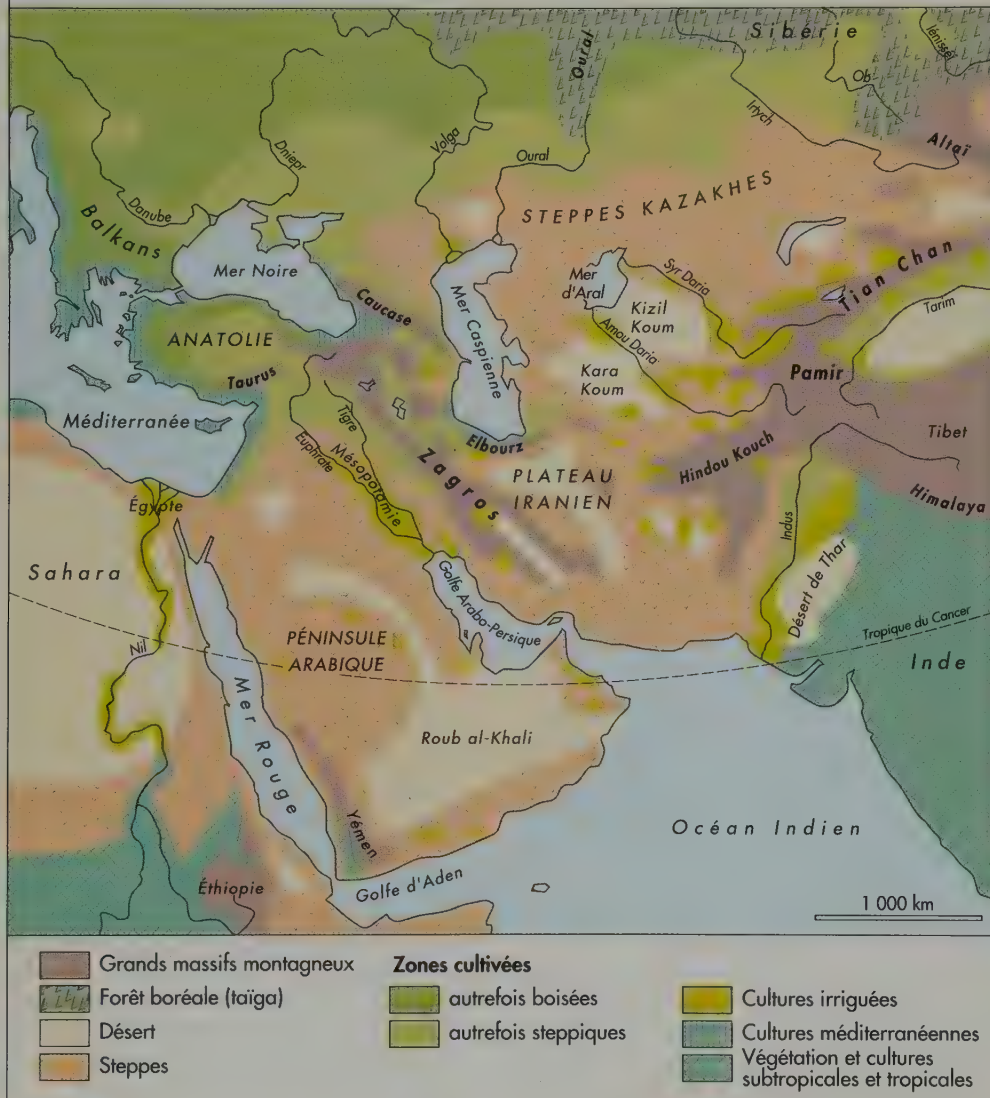 Sibérie
Iénisseï
Oural
Ob
Irtych
Altaï
Volga
Dniepr
Oural
STEPPES KAZAKHES
Danube
Balkans
Mer Noire
Caucase
Mer Caspienne
Mer
d'Aral
Syr Daria
Kizil
Koum
Amou Daria
Kara
Koum
Tian Chan
Tarim
Pamir
ANATOLIE
Taurus
Méditerranée
Tigre
Euphrate
Mésopotamie
Elbourz
Zagros
PLATEAU
IRANIEN
Hindou Kouch
Tibet
Himalaya
Égypte
Sahara
Nil
Indus
Désert de Thar
Golfe Arabo-Persique
Tropique du Cancer
Inde
PÉNINSULE
ARABIQUE
Mer Rouge
Roub al-Khali
Yémen
Océan Indien
Éthiopie
Golfe d'Aden
1 000 km
Grands massifs montagneux
Forêt boréale (taïga)
Désert
Steppes
Zones cultivées
autrefois boisées
autrefois steppiques
Cultures irriguées
Cultures méditerranéennes
Végétation et cultures
subtropicales et tropicales